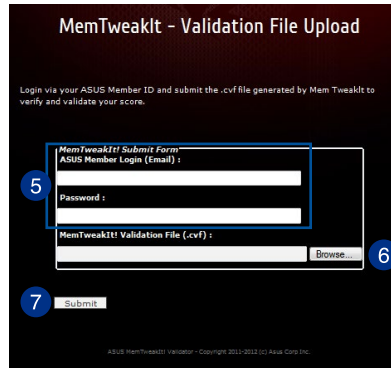 MemTweakIt - Validation File Upload
Login via your ASUS Member ID and submit the .cvf file generated by Mem TweakIt to
verify and validate your score.
MemTweakIt! Submit Form
ASUS Member Login (Email) :
5
Password :
MemTweakIt! Validation File (.cvf) :
Browse...
6
7
Submit
ASUS MemTweakIt! Validator - Copyright 2011-2012 (c) Asus Corp Inc.